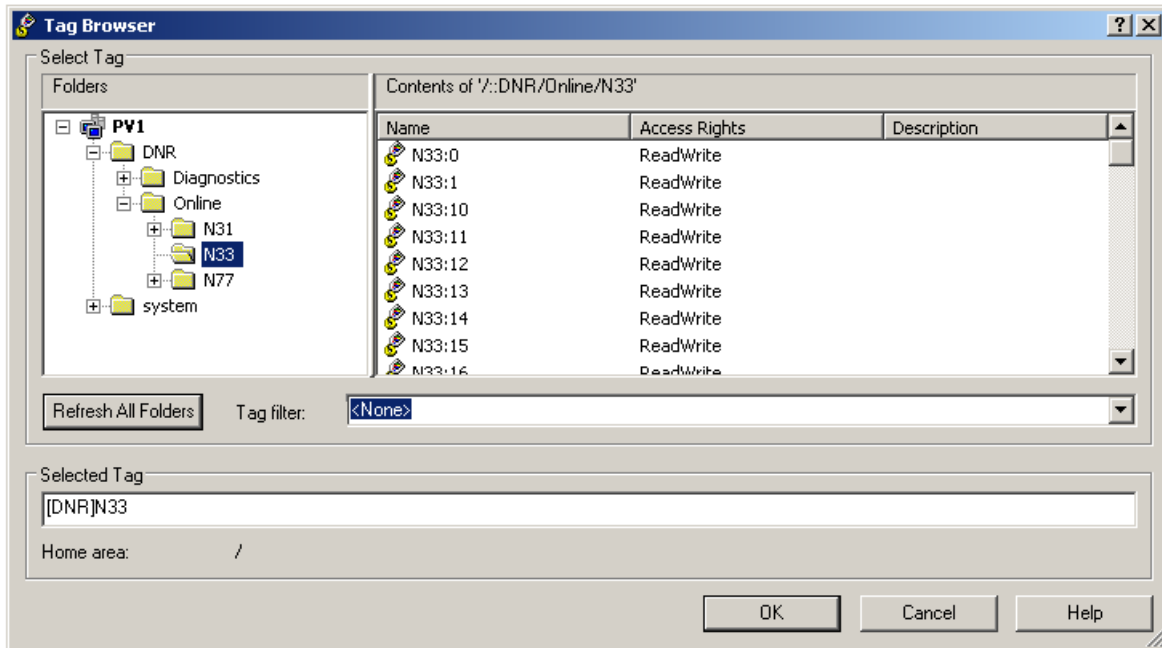 Tag Browser
Select Tag
Folders
Contents of '/::DNR/Online/N33'
PV1
DNR
Diagnostics
Online
N31
N33
N77
system
Name Access Rights Description
N33:0 ReadWrite
N33:1 ReadWrite
N33:10 ReadWrite
N33:11 ReadWrite
N33:12 ReadWrite
N33:13 ReadWrite
N33:14 ReadWrite
N33:15 ReadWrite
N33:16 ReadWrite
Refresh All Folders Tag filter: <None>
Selected Tag
[DNR]N33
Home area: /
OK Cancel Help